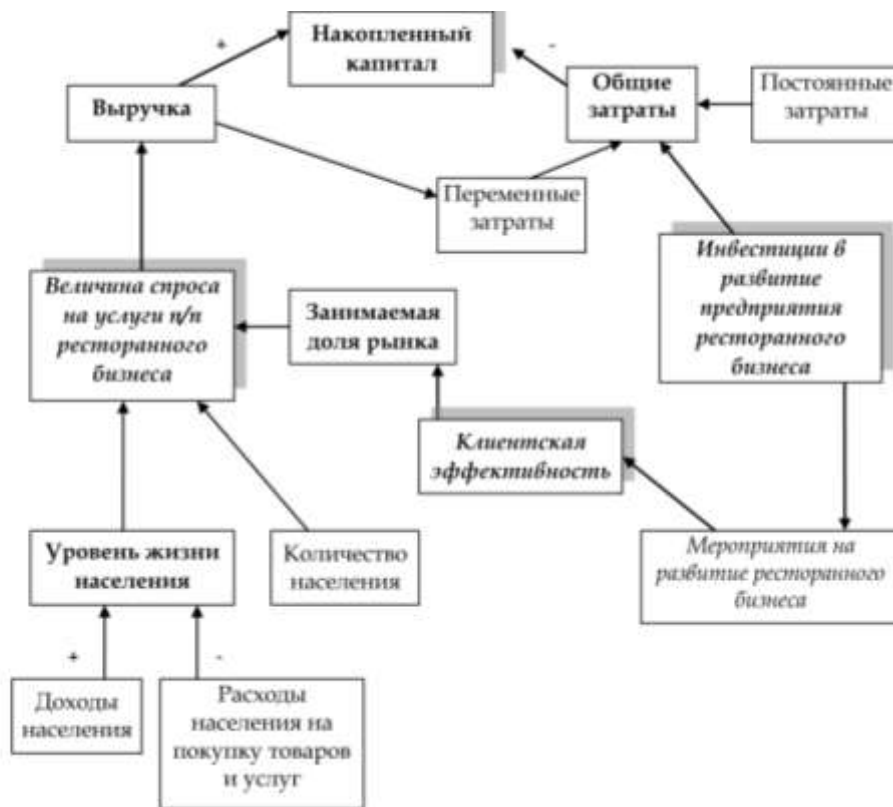 +
Накопленный
капитал
-
Выручка
Общие
затраты
Постоянные
затраты
Переменные
затраты
Величина спроса
на услуги п/п
ресторанного
бизнеса
Занимаемая
доля рынка
Инвестиции в
развитие
предприятия
ресторанного
бизнеса
Клиентская
эффективность
Уровень жизни
населения
Количество
населения
Мероприятия на
развитие ресторанного
бизнеса
+
-
Доходы
населения
Расходы
населения на
покупку товаров
и услуг